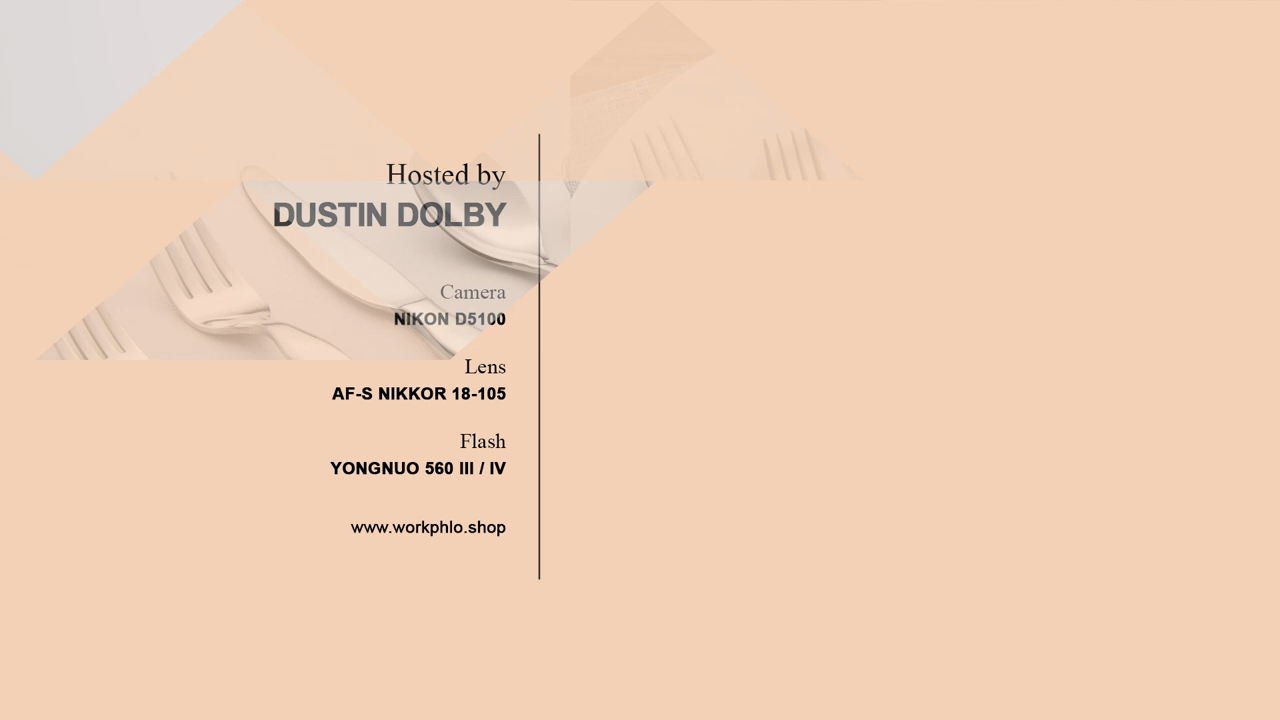 Hosted by
DUSTIN DOLBY
Camera
NIKON D5100
Lens
AF-S NIKKOR 18-105
Flash
YONGNUO 560 III / IV
www.workphlo.shop